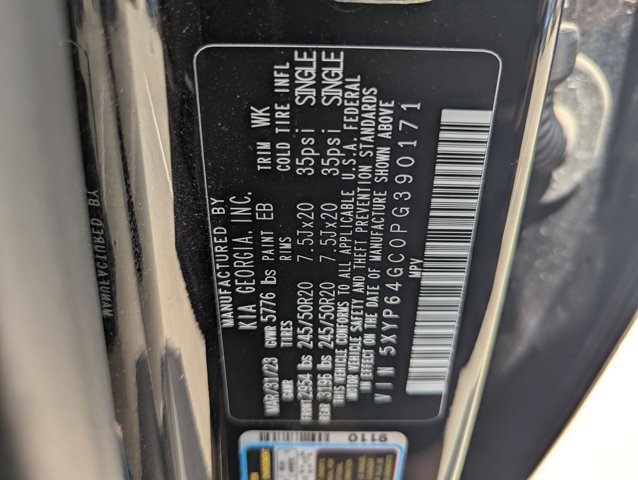 MANUFACTURED BY
KIA GEORGIA, INC.
MAR/31/23 GVWR 5776 lbs PAINT EB TRIM WK
GAWR TIRES RIMS COLD TIRE INFL
FRONT 2954 lbs 245/50R20 7.5Jx20 35psi SINGLE
REAR 3196 lbs 245/50R20 7.5Jx20 35psi SINGLE
THIS VEHICLE CONFORMS TO ALL APPLICABLE U.S.A. FEDERAL
MOTOR VEHICLE SAFETY AND THEFT PREVENTION STANDARDS
IN EFFECT ON THE DATE OF MANUFACTURE SHOWN ABOVE
VIN 5XYP64GC0PG390171
MPV
9110
MANUFACTURED BY